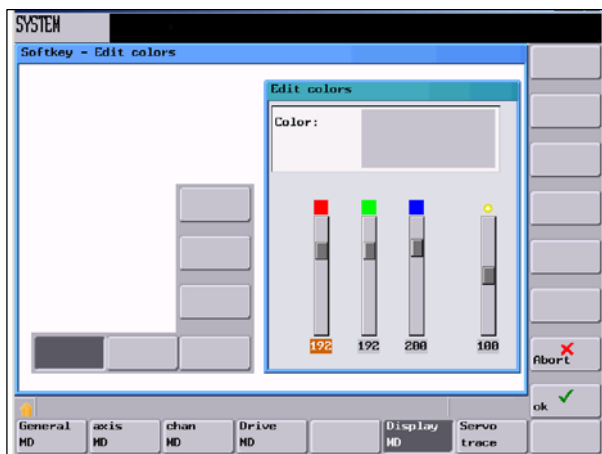 SYSTEM
Softkey - Edit colors
Edit colors
Color:
192 192 200 100
Abort
ok
General axis chan Drive Display Servo
MD MD MD MD MD trace